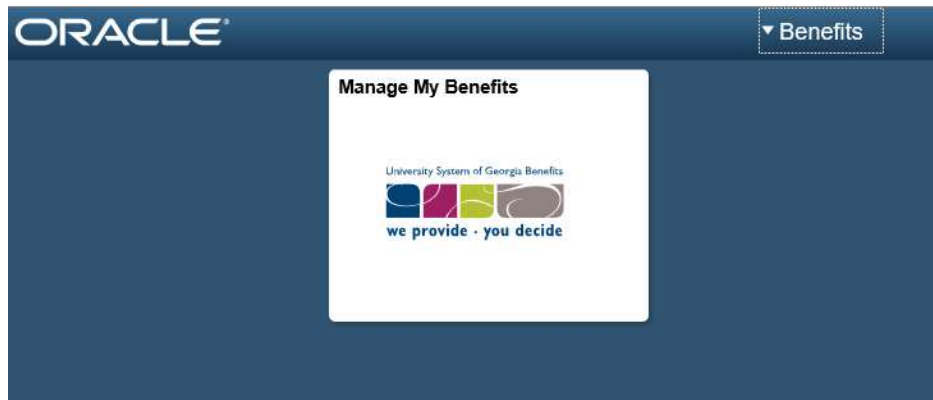 ORACLE
Benefits
Manage My Benefits
University System of Georgia Benefits
we provide · you decide